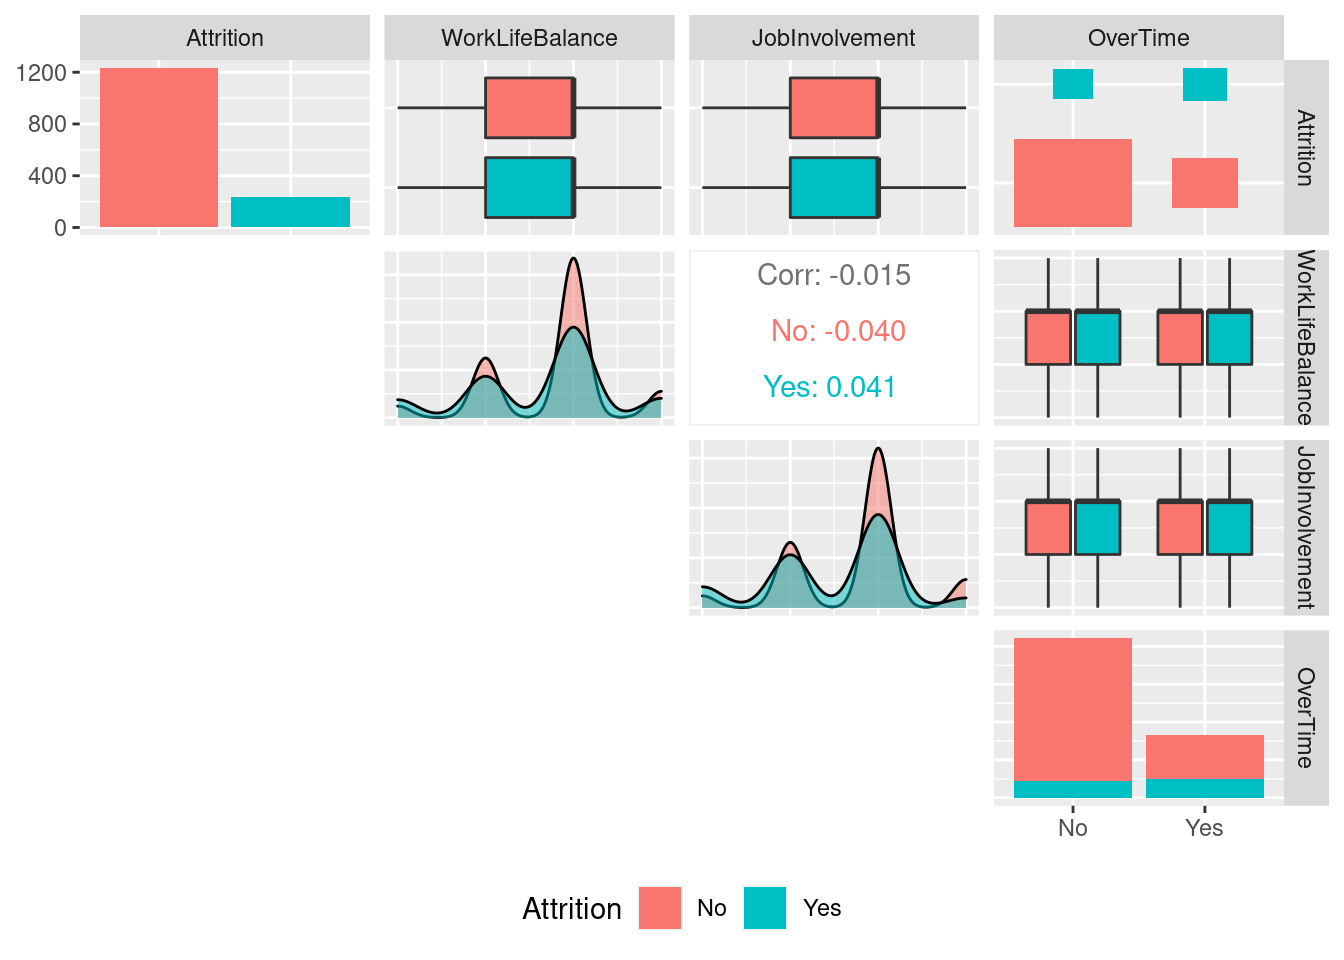 Attrition
WorkLifeBalance
JobInvolvement
OverTime
1200
800
400
0
Attrition
Corr: -0.015
No: -0.040
Yes: 0.041
WorkLifeBalance
JobInvolvement
OverTime
No
Yes
Attrition
No
Yes